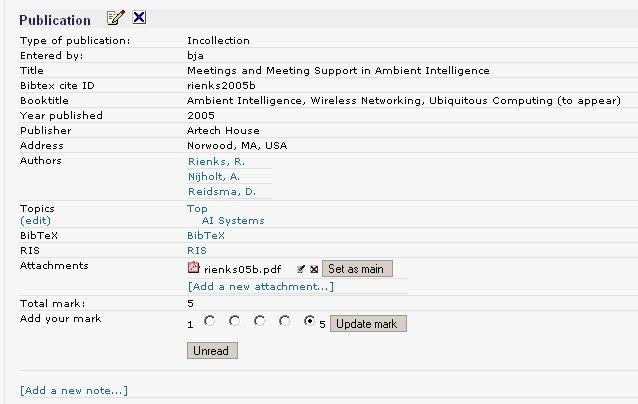 Publication
Type of publication: Incollection
Entered by: bja
Title Meetings and Meeting Support in Ambient Intelligence
Bibtex cite ID rienks2005b
Booktitle Ambient Intelligence, Wireless Networking, Ubiquitous Computing (to appear)
Year published 2005
Publisher Artech House
Address Norwood, MA, USA
Authors Rienks, R.
Nijholt, A.
Reidsma, D.
Topics Top
(edit) AI Systems
BibTeX BibTeX
RIS RIS
Attachments rienks05b.pdf Set as main
[Add a new attachment...]
Total mark: 5
Add your mark 1 5 Update mark
Unread
[Add a new note...]